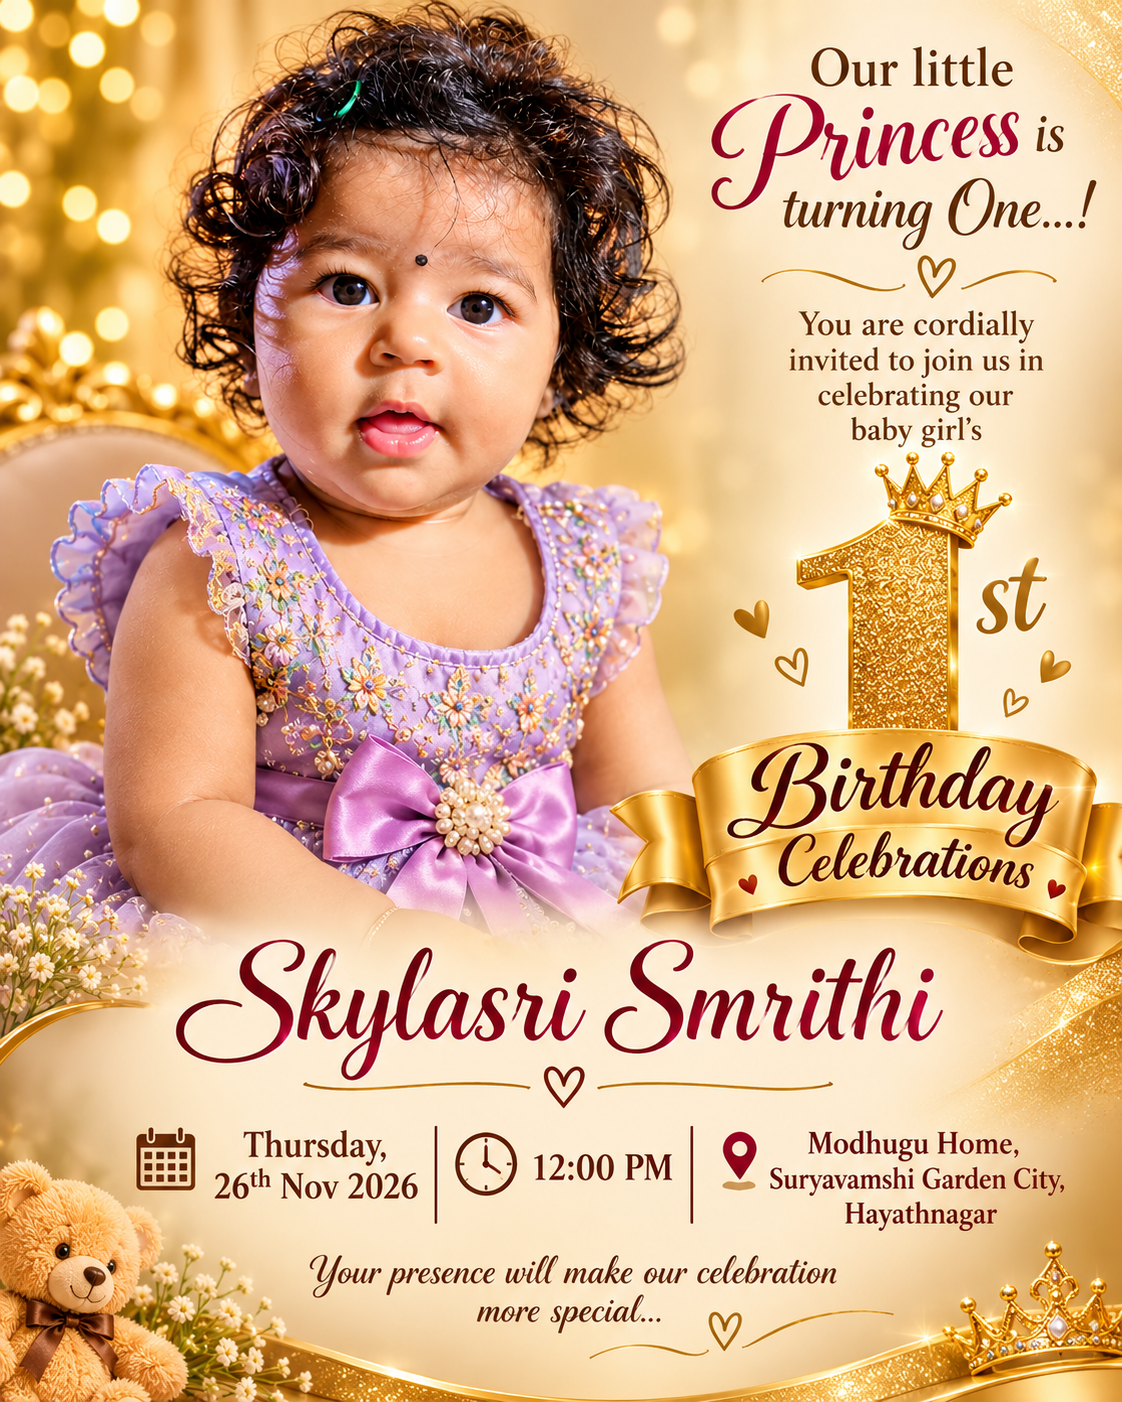 Our little
Princess is
turning One...!
You are cordially
invited to join us in
celebrating our
baby girl's
1st
Birthday
Celebrations
Skylasri Smrithi
Thursday,
26th Nov 2026
12:00 PM
Modhugu Home,
Suryavamshi Garden City,
Hayathnagar
Your presence will make our celebration
more special...